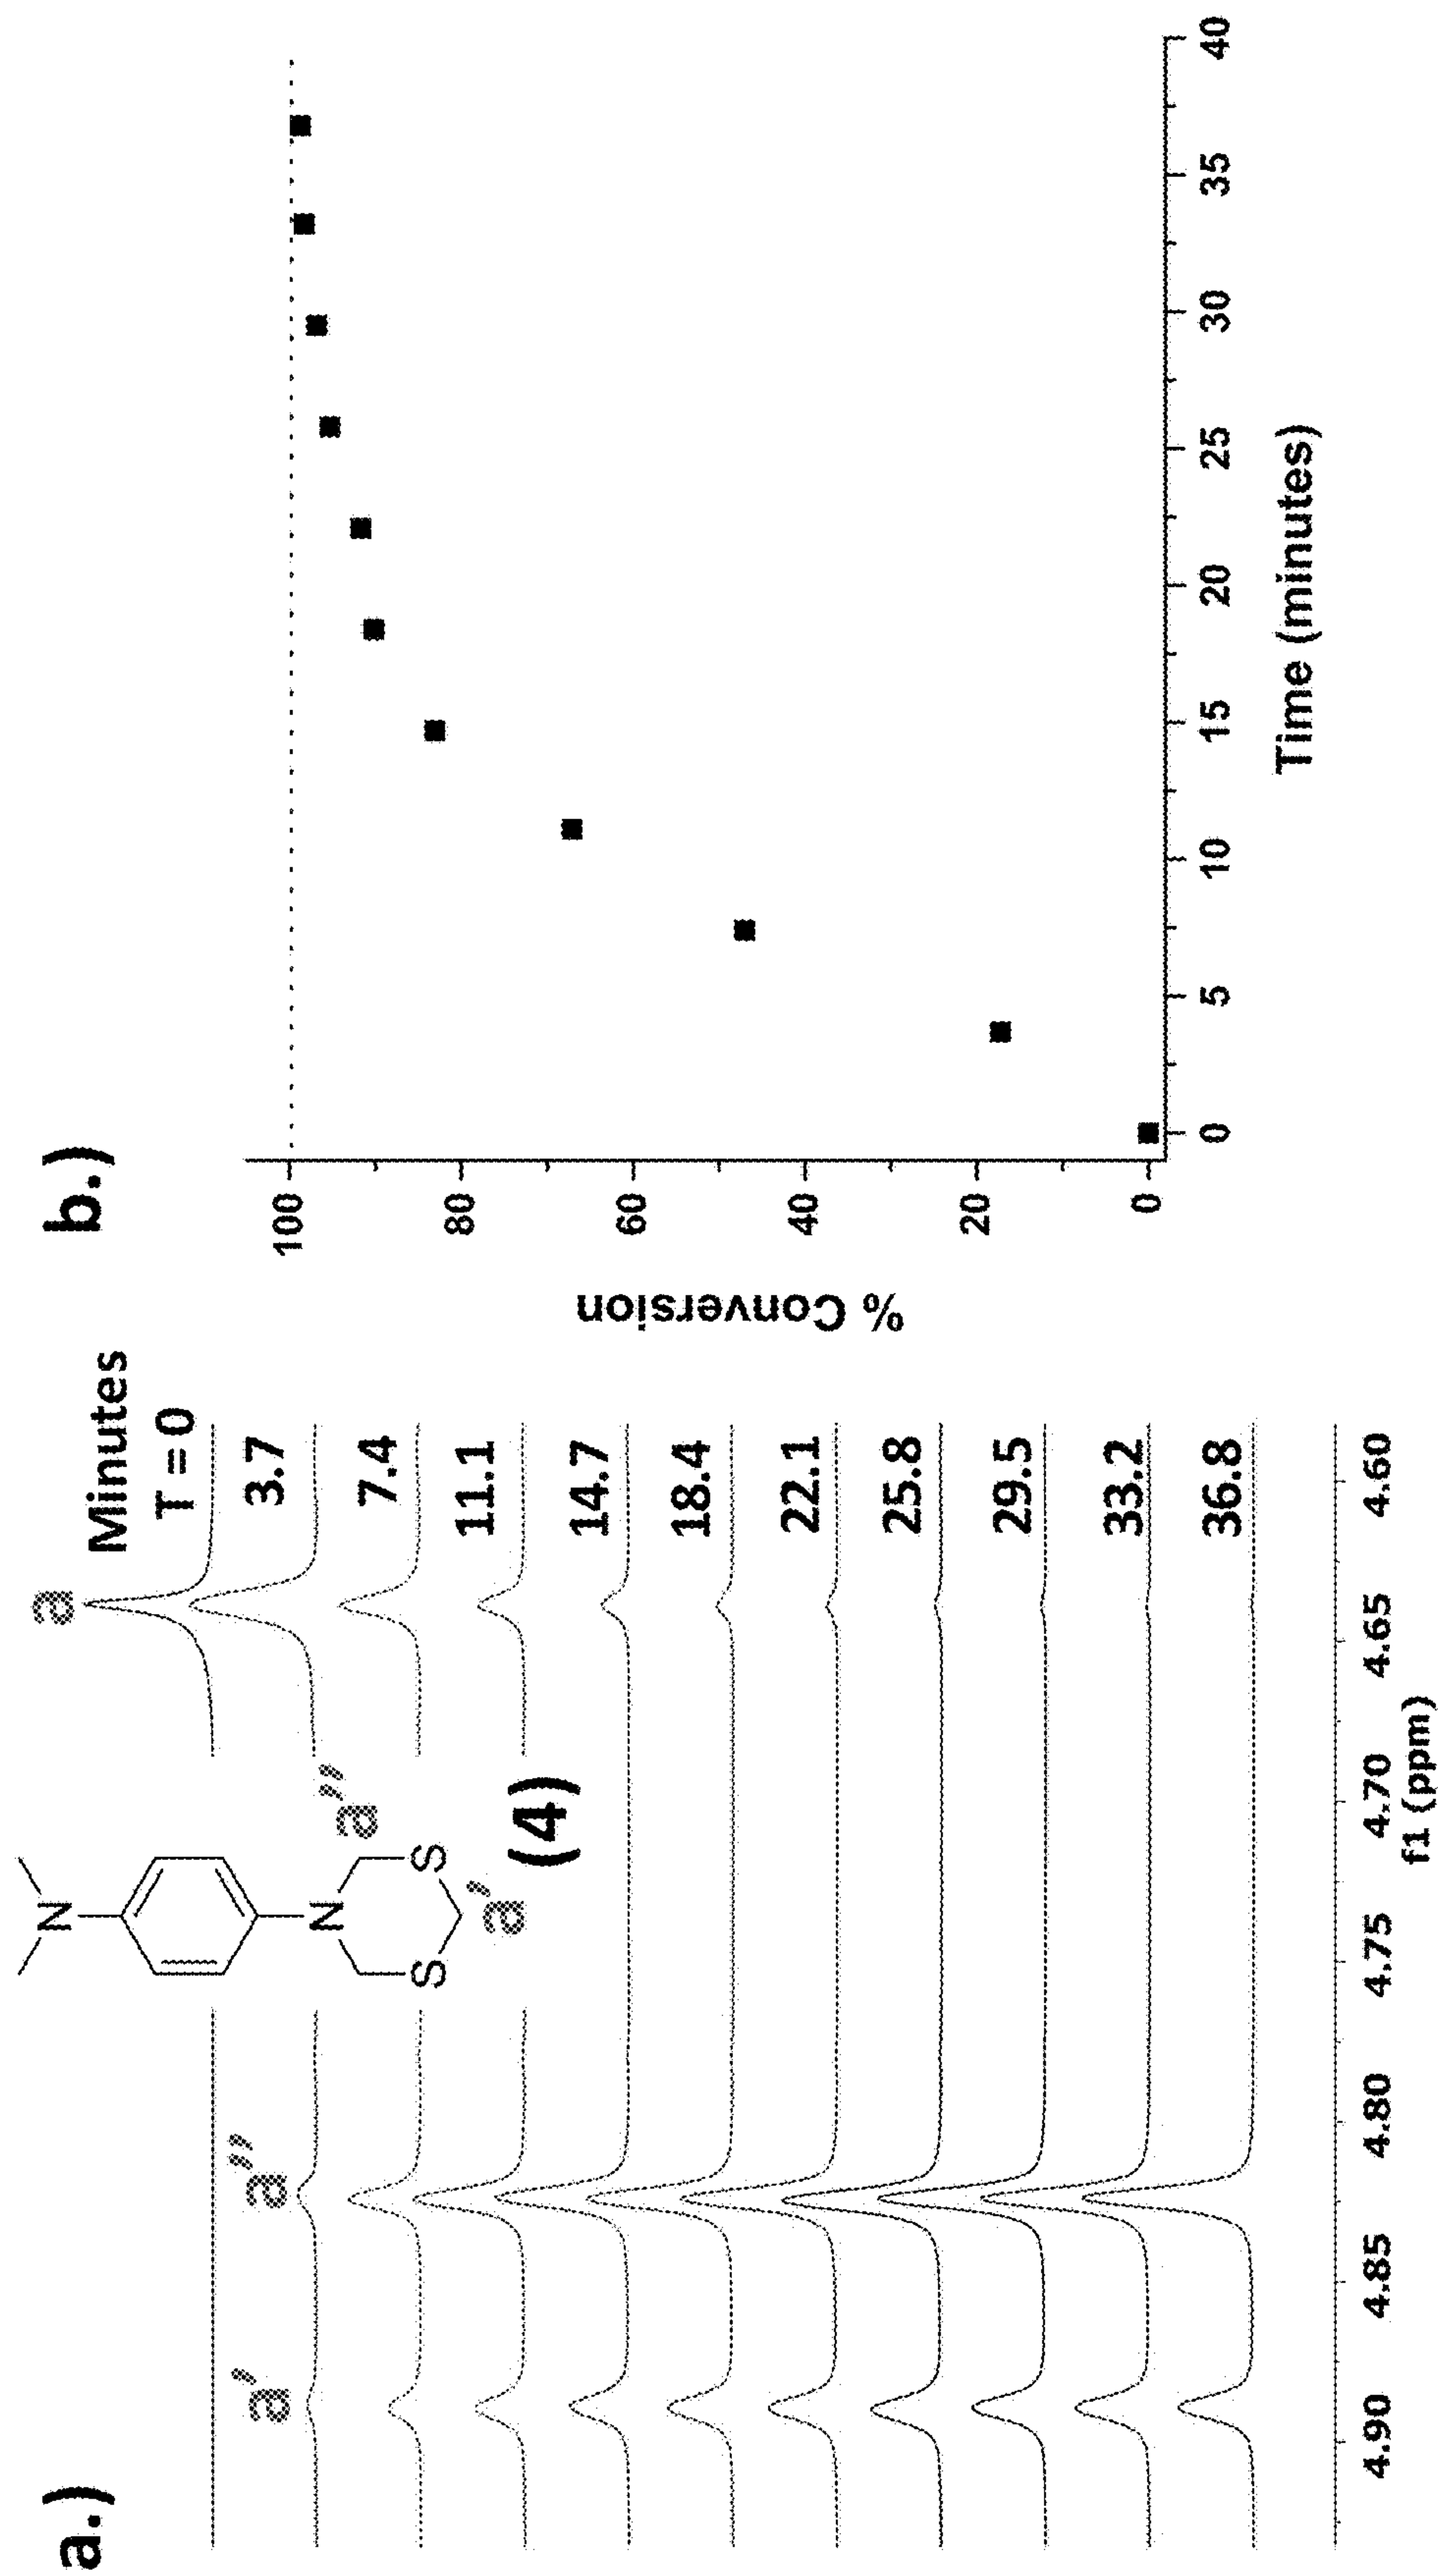 a.)
a
Minutes
T = 0
3.7
7.4
11.1
14.7
18.4
22.1
25.8
29.5
33.2
36.8
a'
a''
N
N
a''
S
S
a'
(4)
4.90
4.85
4.80
4.75
4.70
4.65
4.60
f1 (ppm)
b.)
100
80
60
40
20
0
% Conversion
0
5
10
15
20
25
30
35
40
Time (minutes)